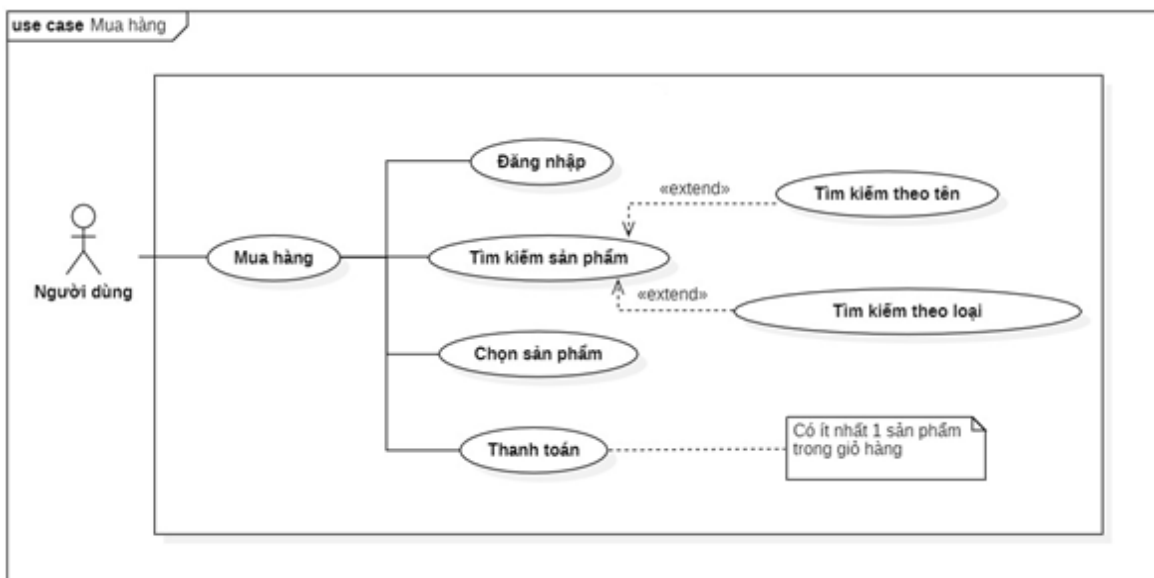 use case Mua hàng
Đăng nhập
«extend»
Tìm kiếm theo tên
Mua hàng
Tìm kiếm sản phẩm
Người dùng
«extend»
Tìm kiếm theo loại
Chọn sản phẩm
Thanh toán
Có ít nhất 1 sản phẩm
trong giỏ hàng